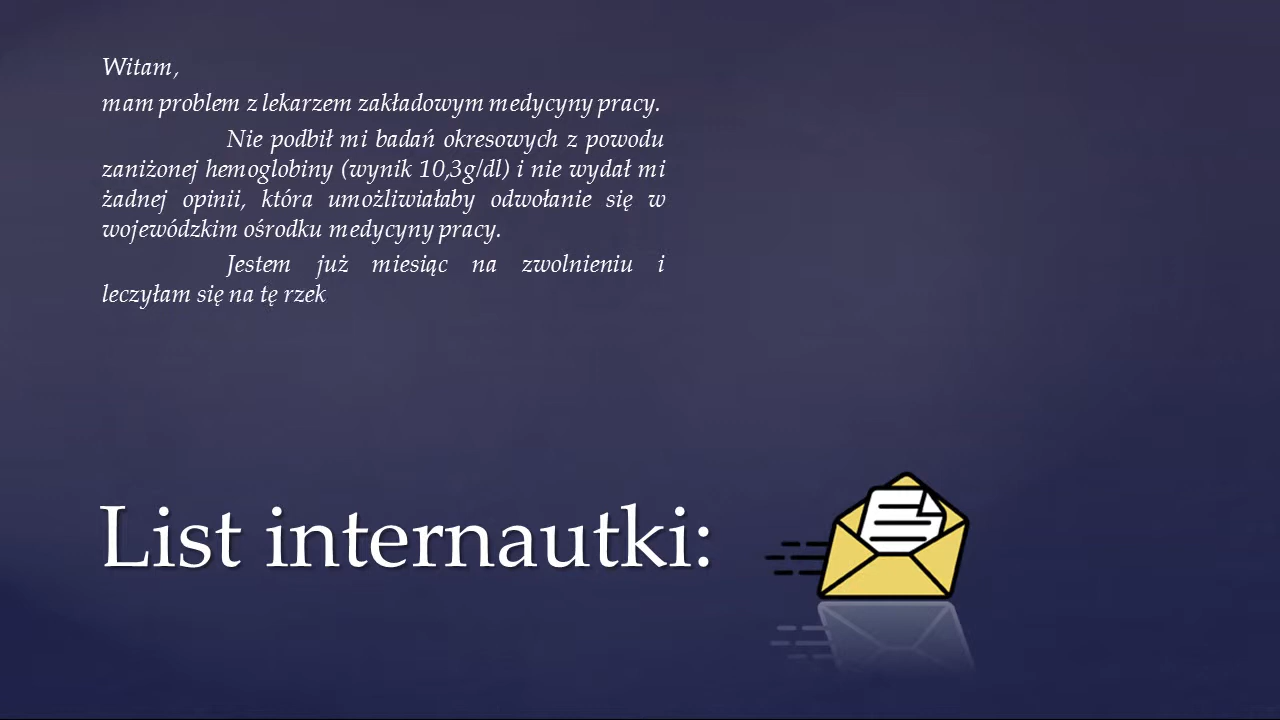 Witam,
mam problem z lekarzem zakładowym medycyny pracy.
Nie podbił mi badań okresowych z powodu
zaniżonej hemoglobiny (wynik 10,3g/dl) i nie wydał mi
żadnej opinii, która umożliwiałaby odwołanie się w
wojewódzkim ośrodku medycyny pracy.
Jestem już miesiąc na zwolnieniu i
leczyłam się na tę rzek
List internautki: